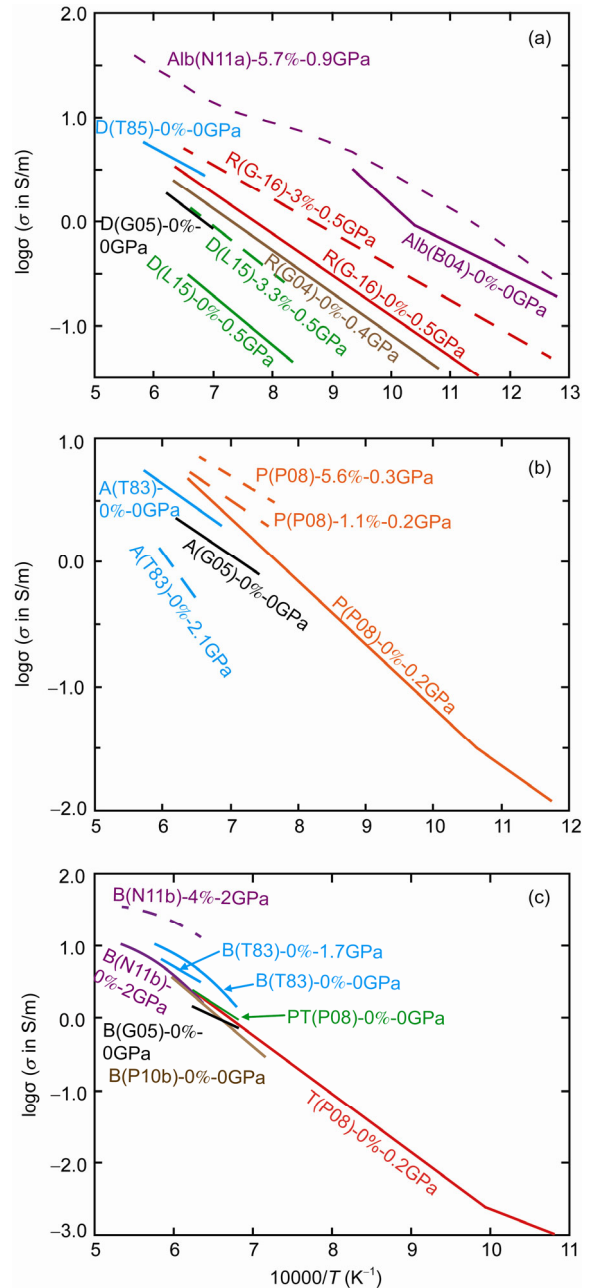 2.0
(a)
Alb(N11a)-5.7%-0.9GPa
1.0
D(T85)-0%-0GPa
R(G-16)-3%-0.5GPa
logσ (σ in S/m)
0.0
D(G05)-0%-
0GPa
Alb(B04)-0%-0GPa
D(L15)-3.3%-0.5GPa
R(G04)-0%-0.4GPa
R(G-16)-0%-0.5GPa
D(L15)-0%-0.5GPa
−1.0
5 6 7 8 9 10 11 12 13
1.0
(b)
P(P08)-5.6%-0.3GPa
A(T83)-
0%-0GPa
P(P08)-1.1%-0.2GPa
logσ (σ in S/m)
0.0
A(G05)-0%-0GPa
A(T83)-0%-2.1GPa
P(P08)-0%-0.2GPa
−1.0
−2.0
5 6 7 8 9 10 11 12
2.0
(c)
B(N11b)-4%-2GPa
1.0
B(T83)-0%-1.7GPa
B(N11b)-
0%-2GPa
B(T83)-0%-0GPa
logσ (σ in S/m)
0.0
PT(P08)-0%-0GPa
B(G05)-0%-
0GPa
B(P10b)-0%-0GPa
−1.0
T(P08)-0%-0.2GPa
−2.0
−3.0
5 6 7 8 9 10 11
10000/T (K⁻¹)